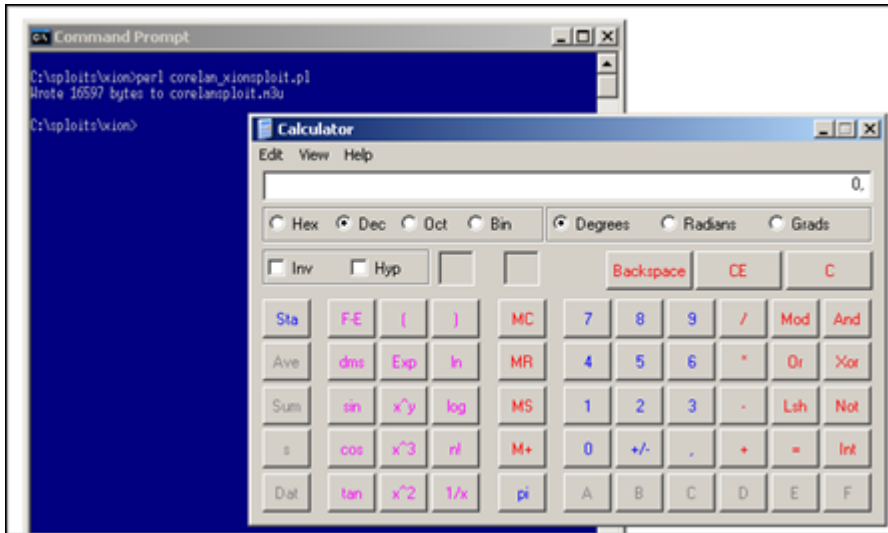 Command Prompt
C:\sploits\xion>perl corelan_xionsploit.pl
Wrote 16597 bytes to corelansploit.m3u
C:\sploits\xion>
Calculator
Edit View Help
0,
Hex Dec Oct Bin Degrees Radians Grads
Inv Hyp Backspace CE C
Sta F-E ( ) MC 7 8 9 / Mod And
Ave dms Exp ln MR 4 5 6 * Or Xor
Sum sin x^y log MS 1 2 3 - Lsh Not
s cos x^3 n! M+ 0 +/- , + = Int
Dat tan x^2 1/x pi A B C D E F